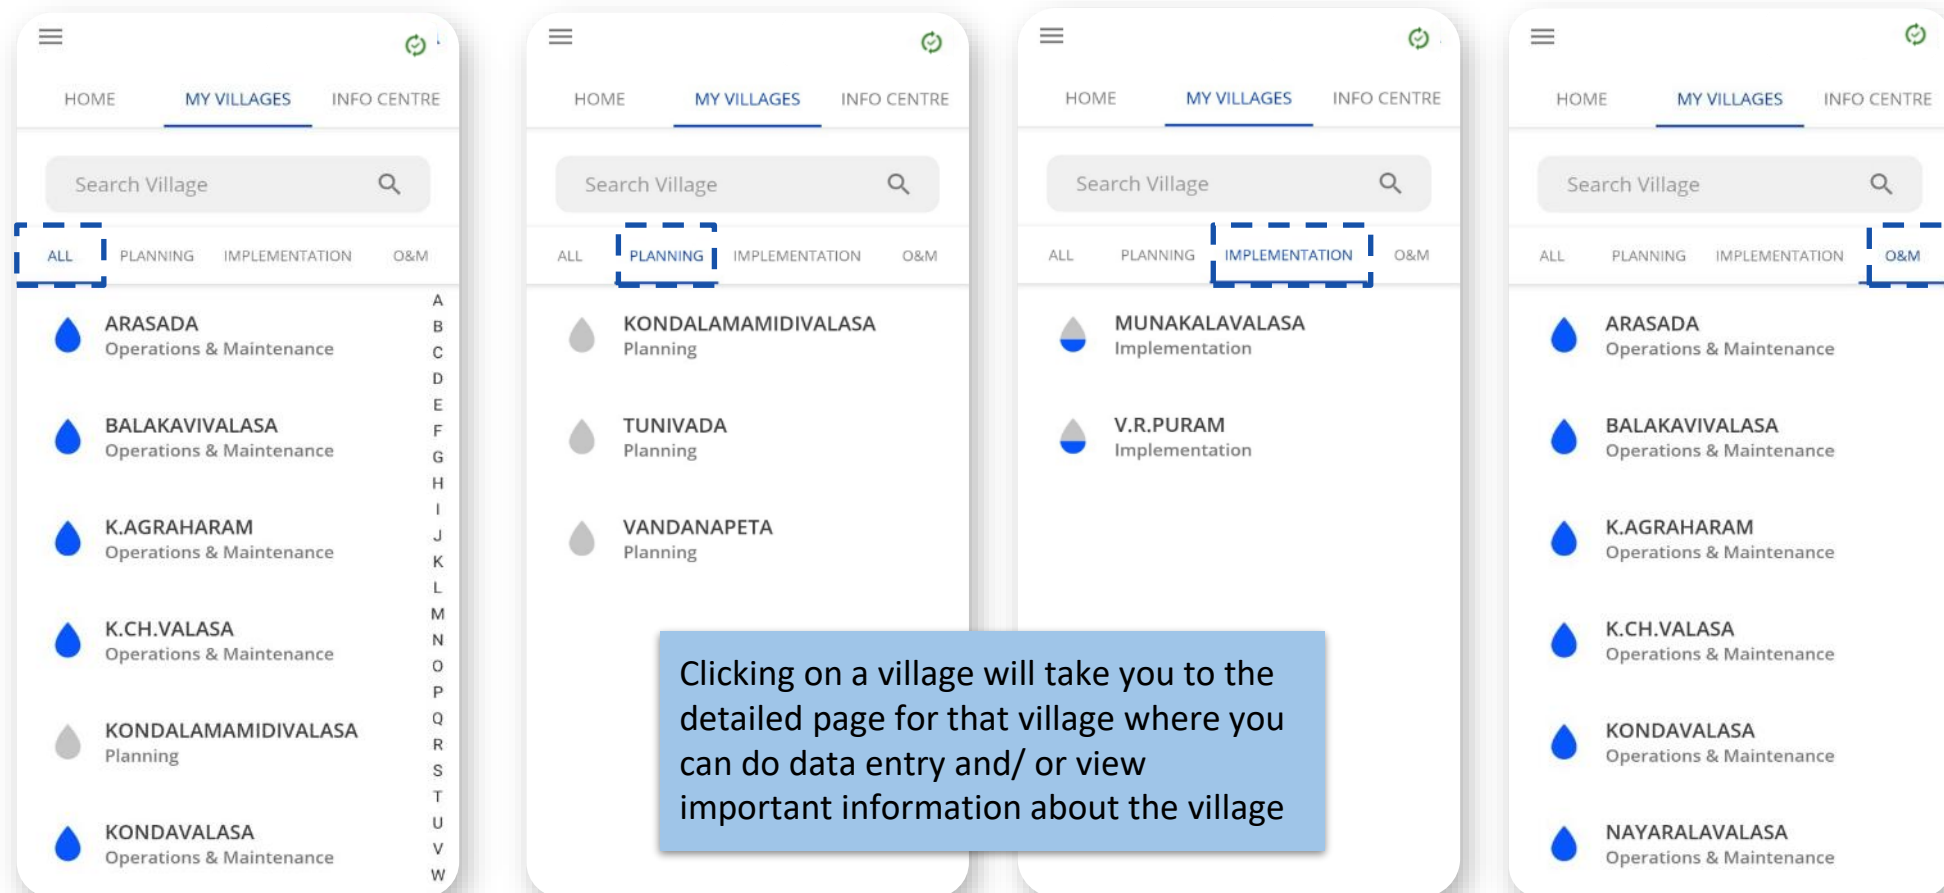 HOME MY VILLAGES INFO CENTRE
Search Village
ALL PLANNING IMPLEMENTATION O&M
ARASADA
Operations & Maintenance
BALAKAVIVALASA
Operations & Maintenance
K.AGRAHARAM
Operations & Maintenance
K.CH.VALASA
Operations & Maintenance
KONDALAMAMIDIVALASA
Planning
KONDAVALASA
Operations & Maintenance
A
B
C
D
E
F
G
H
I
J
K
L
M
N
O
P
Q
R
S
T
U
V
W
HOME MY VILLAGES INFO CENTRE
Search Village
ALL PLANNING IMPLEMENTATION O&M
KONDALAMAMIDIVALASA
Planning
TUNIVADA
Planning
VANDANAPETA
Planning
HOME MY VILLAGES INFO CENTRE
Search Village
ALL PLANNING IMPLEMENTATION O&M
MUNAKALAVALASA
Implementation
V.R.PURAM
Implementation
Clicking on a village will take you to the
detailed page for that village where you
can do data entry and/ or view
important information about the village
HOME MY VILLAGES INFO CENTRE
Search Village
ALL PLANNING IMPLEMENTATION O&M
ARASADA
Operations & Maintenance
BALAKAVIVALASA
Operations & Maintenance
K.AGRAHARAM
Operations & Maintenance
K.CH.VALASA
Operations & Maintenance
KONDAVALASA
Operations & Maintenance
NAYARALAVALASA
Operations & Maintenance